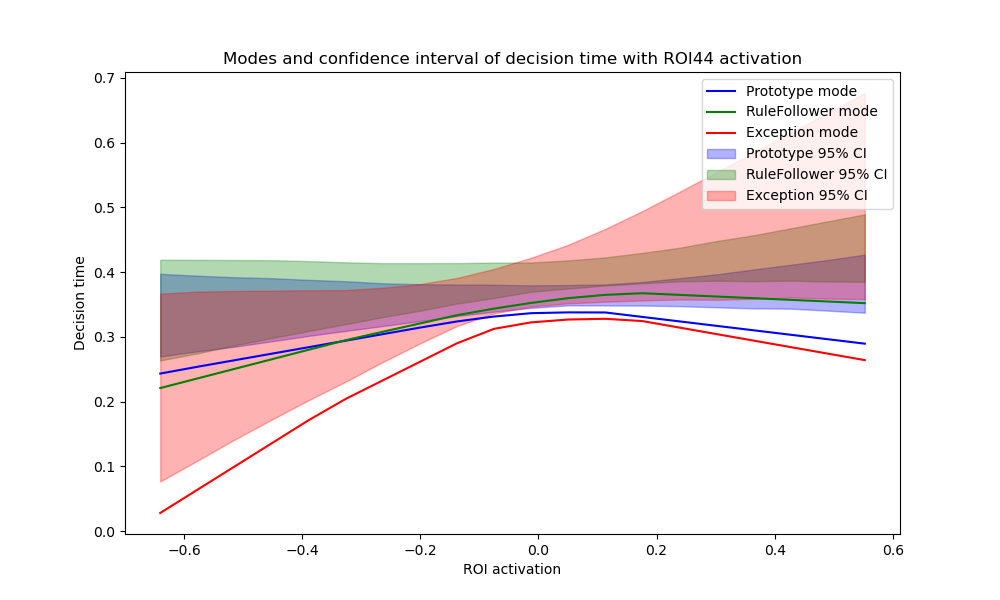 Modes and confidence interval of decision time with ROI44 activation
Decision time
0.7
0.6
0.5
0.4
0.3
0.2
0.1
0.0
Prototype mode
RuleFollower mode
Exception mode
Prototype 95% CI
RuleFollower 95% CI
Exception 95% CI
−0.6
−0.4
−0.2
0.0
0.2
0.4
0.6
ROI activation